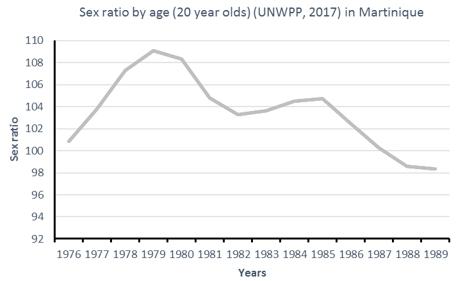 Sex ratio by age (20 year olds) (UNWPP, 2017) in Martinique
110
108
106
104
102
100
98
96
94
92
Sex ratio
1976 1977 1978 1979 1980 1981 1982 1983 1984 1985 1986 1987 1988 1989
Years